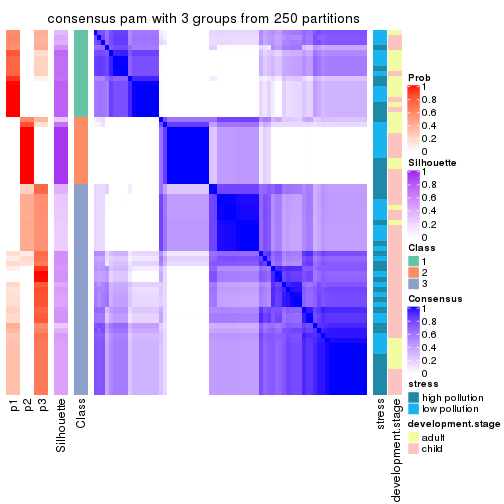 consensus pam with 3 groups from 250 partitions
Prob
1
0.8
0.6
0.4
0.2
0
Silhouette
1
0.8
0.6
0.4
0.2
0
Class
1
2
3
Consensus
1
0.8
0.6
0.4
0.2
0
stress
high pollution
low pollution
development.stage
adult
child
p1
p2
p3
Silhouette
Class
stress
development.stage